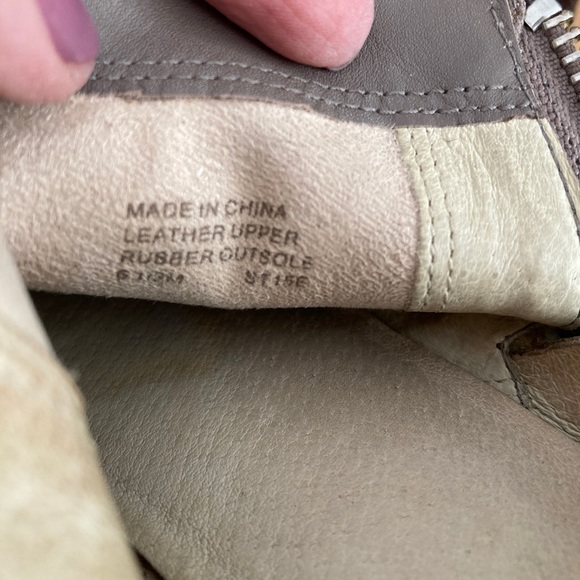 MADE IN CHINA
LEATHER UPPER
RUBBER OUTSOLE